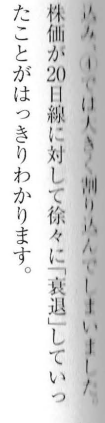 込み、④では大きく割り込んでしまいました。
株価が20日線に対して徐々に「衰退」していっ
たことがはっきりわかります。